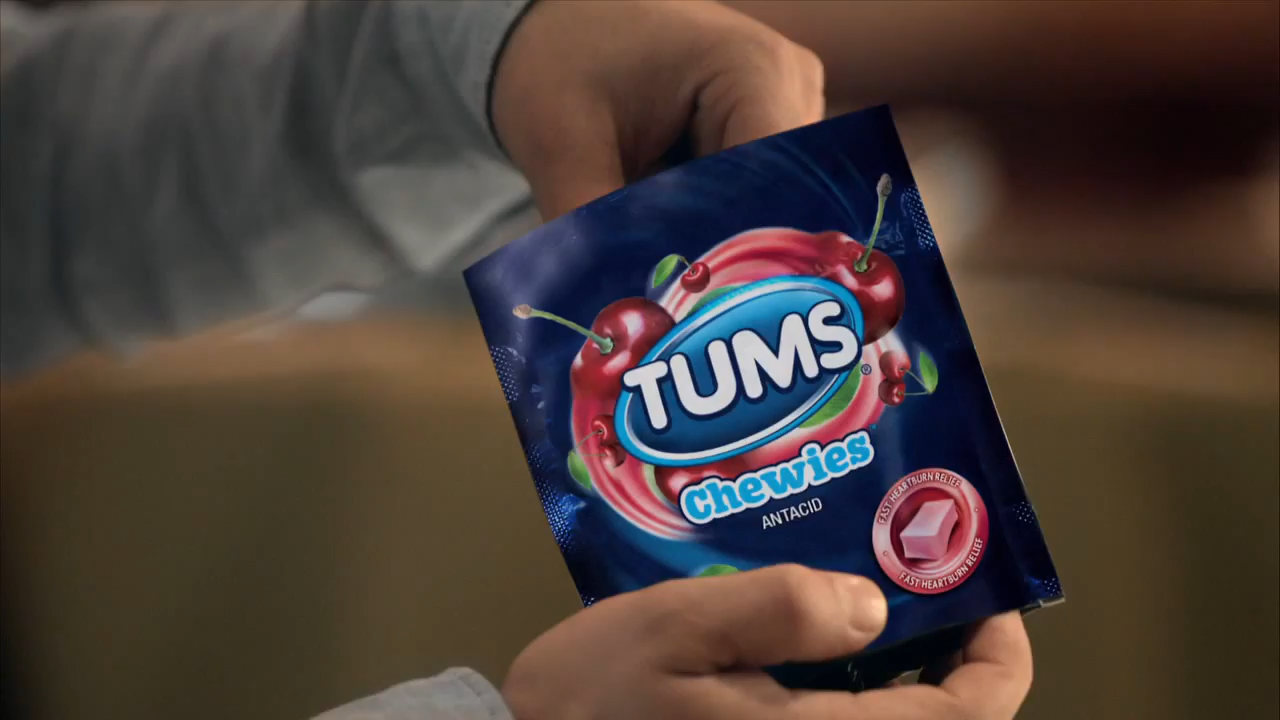 TUMS®
Chewies
ANTACID
FAST HEARTBURN RELIEF
FAST HEARTBURN RELIEF